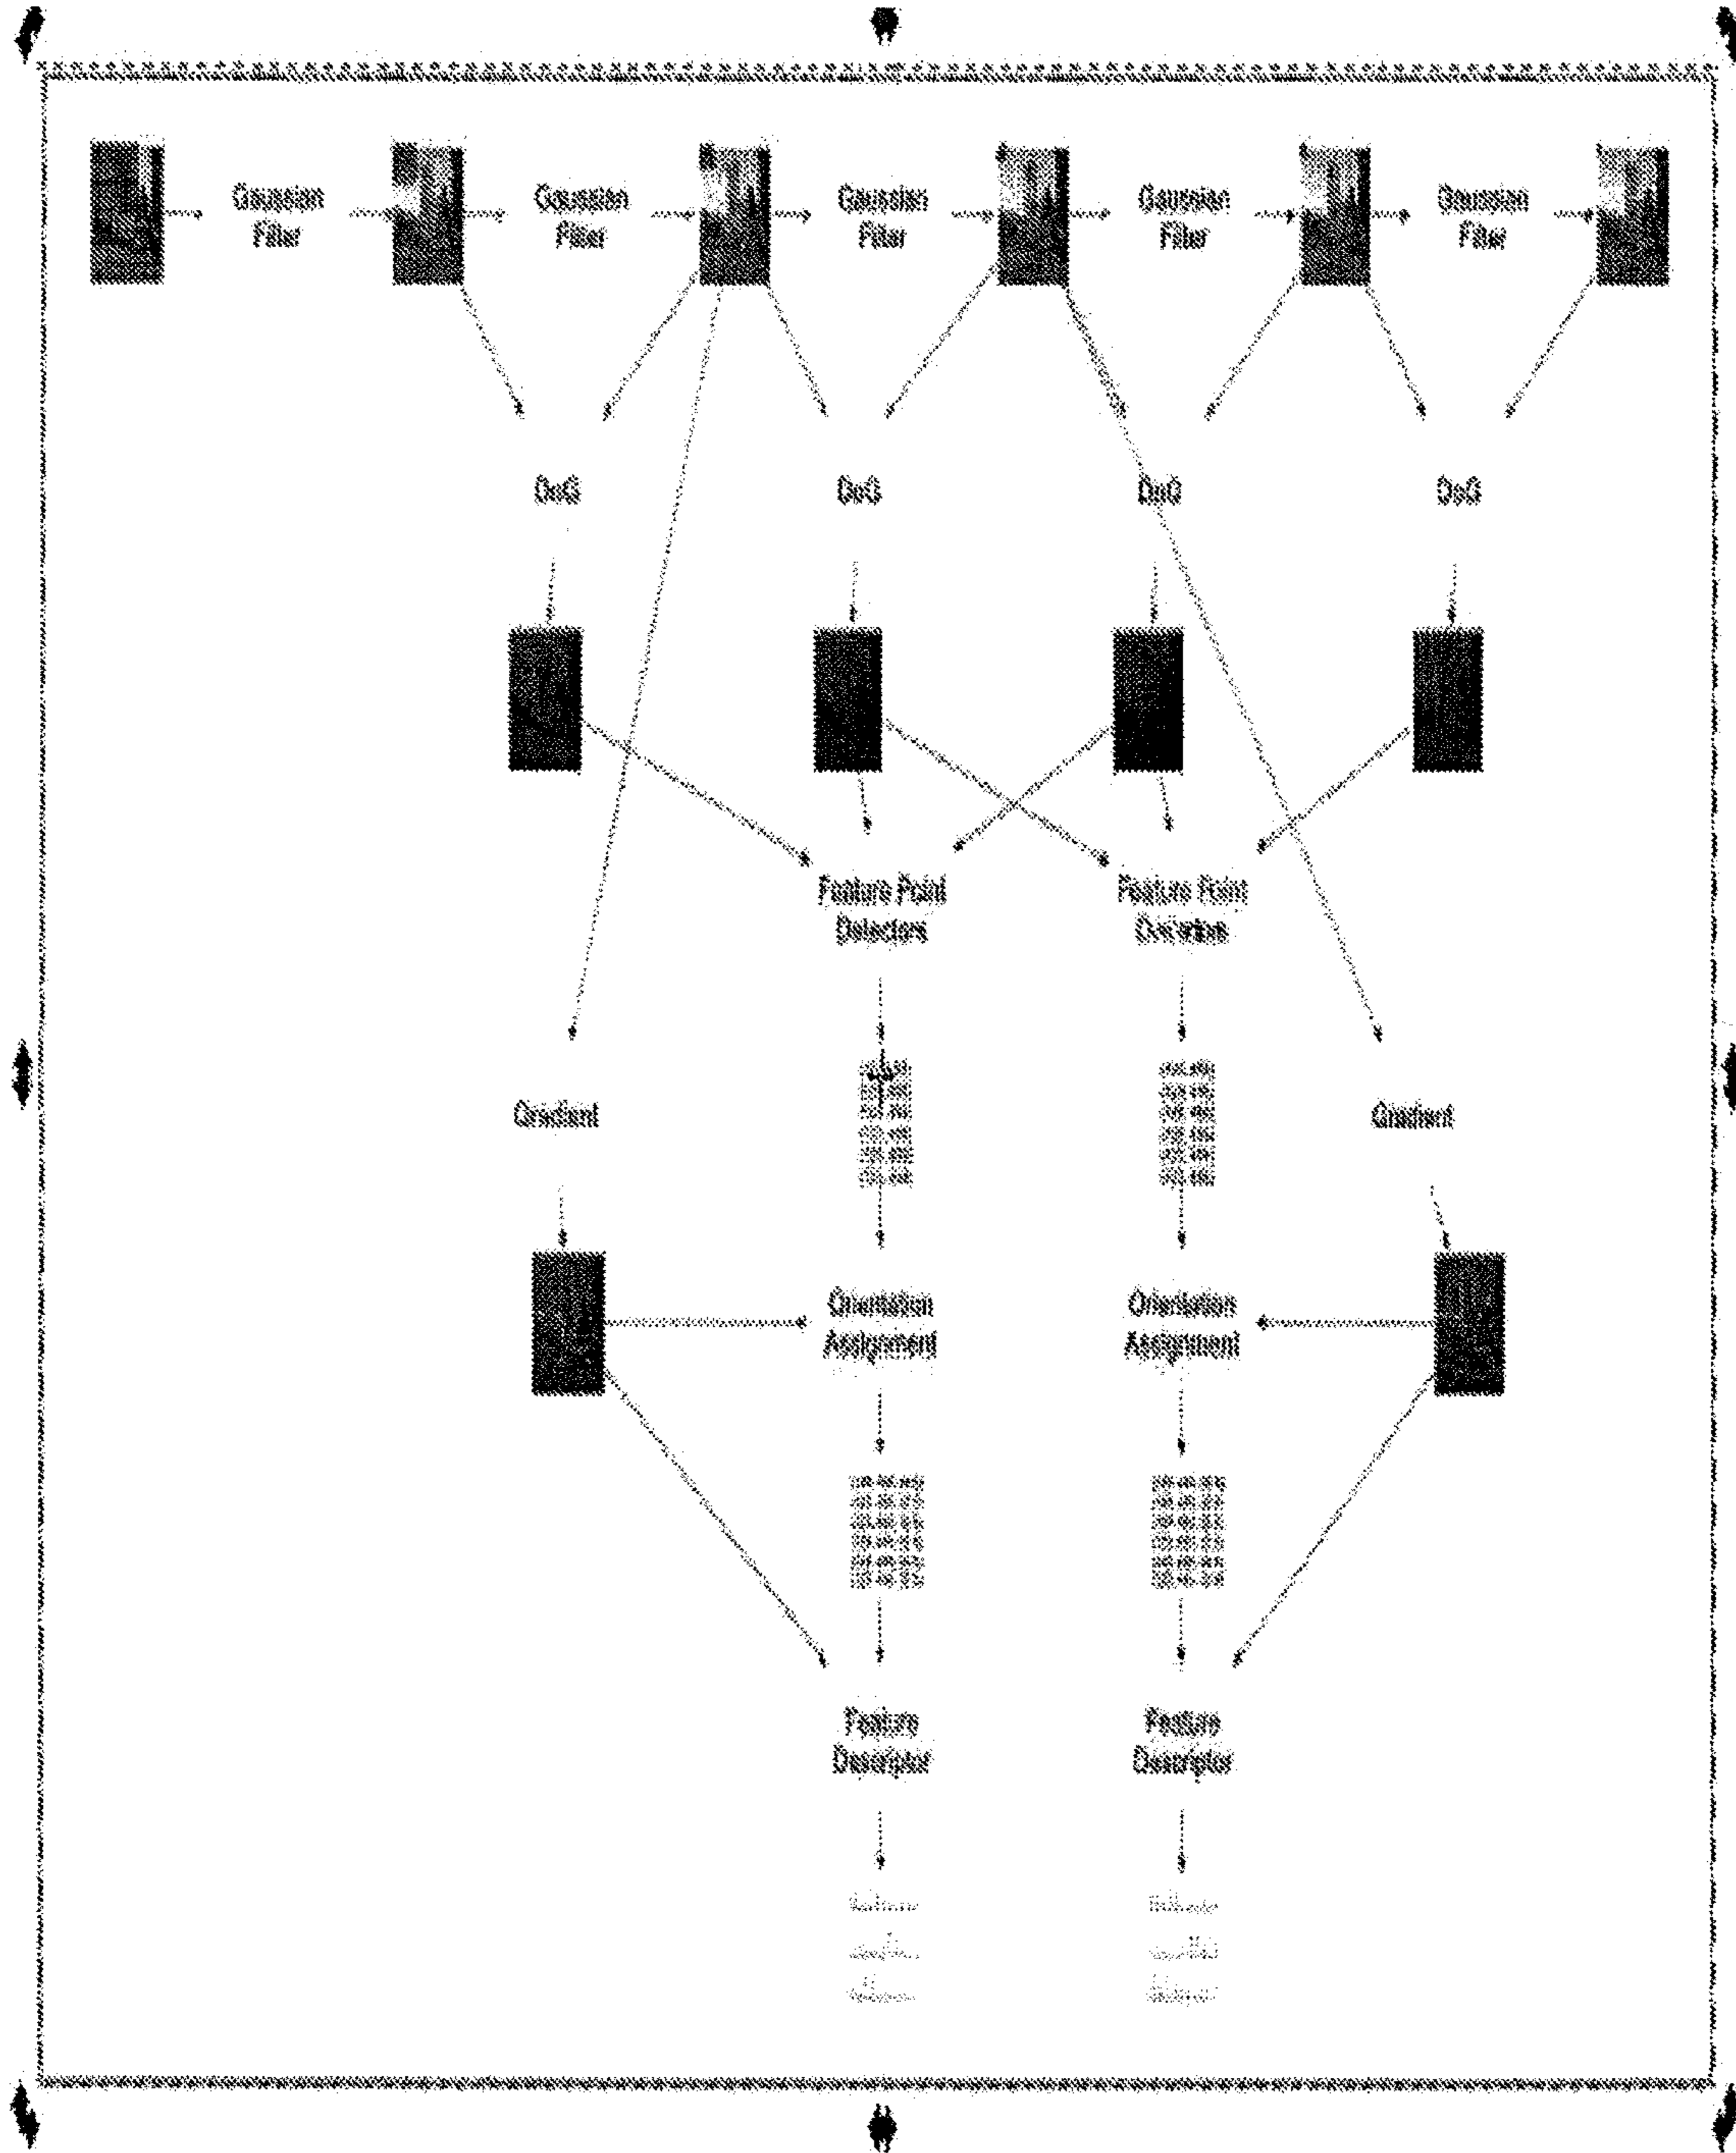 Gaussian
Filter
Gaussian
Filter
Gaussian
Filter
Gaussian
Filter
Gaussian
Filter
DoG
DoG
DoG
DoG
Feature Point
Detectors
Feature Point
Gradient
Gradient
Orientation
Assignment
Orientation
Assignment
Feature
Descriptor
Feature
Descriptor